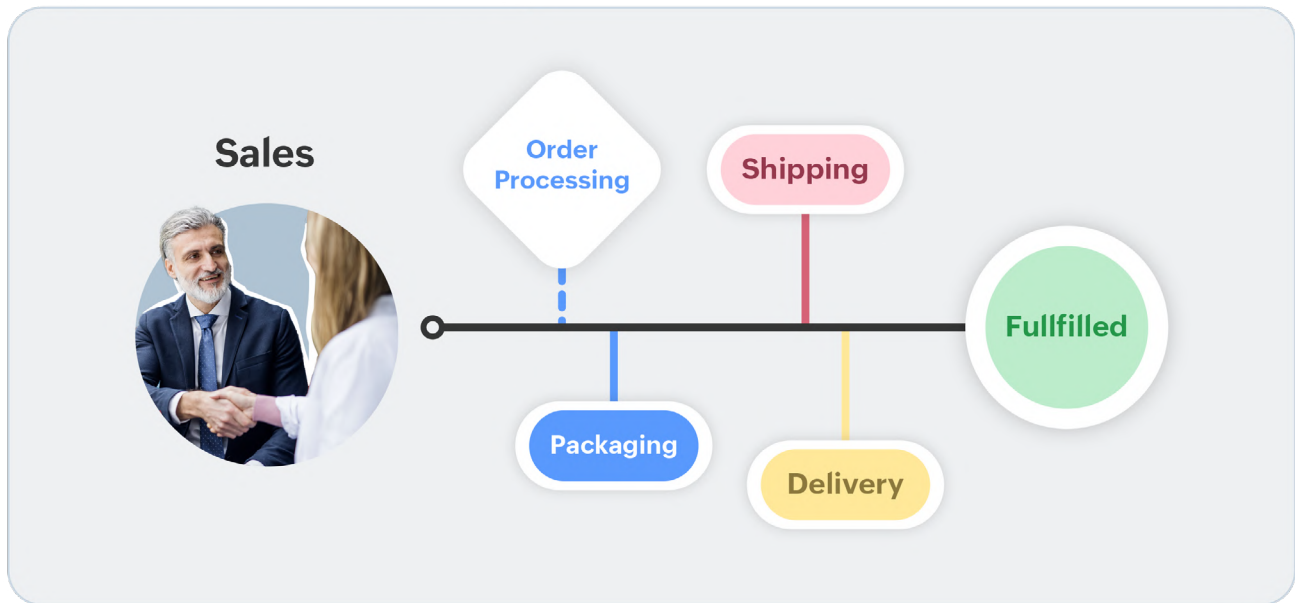 Sales
Order
Processing
Shipping
Fullfilled
Packaging
Delivery